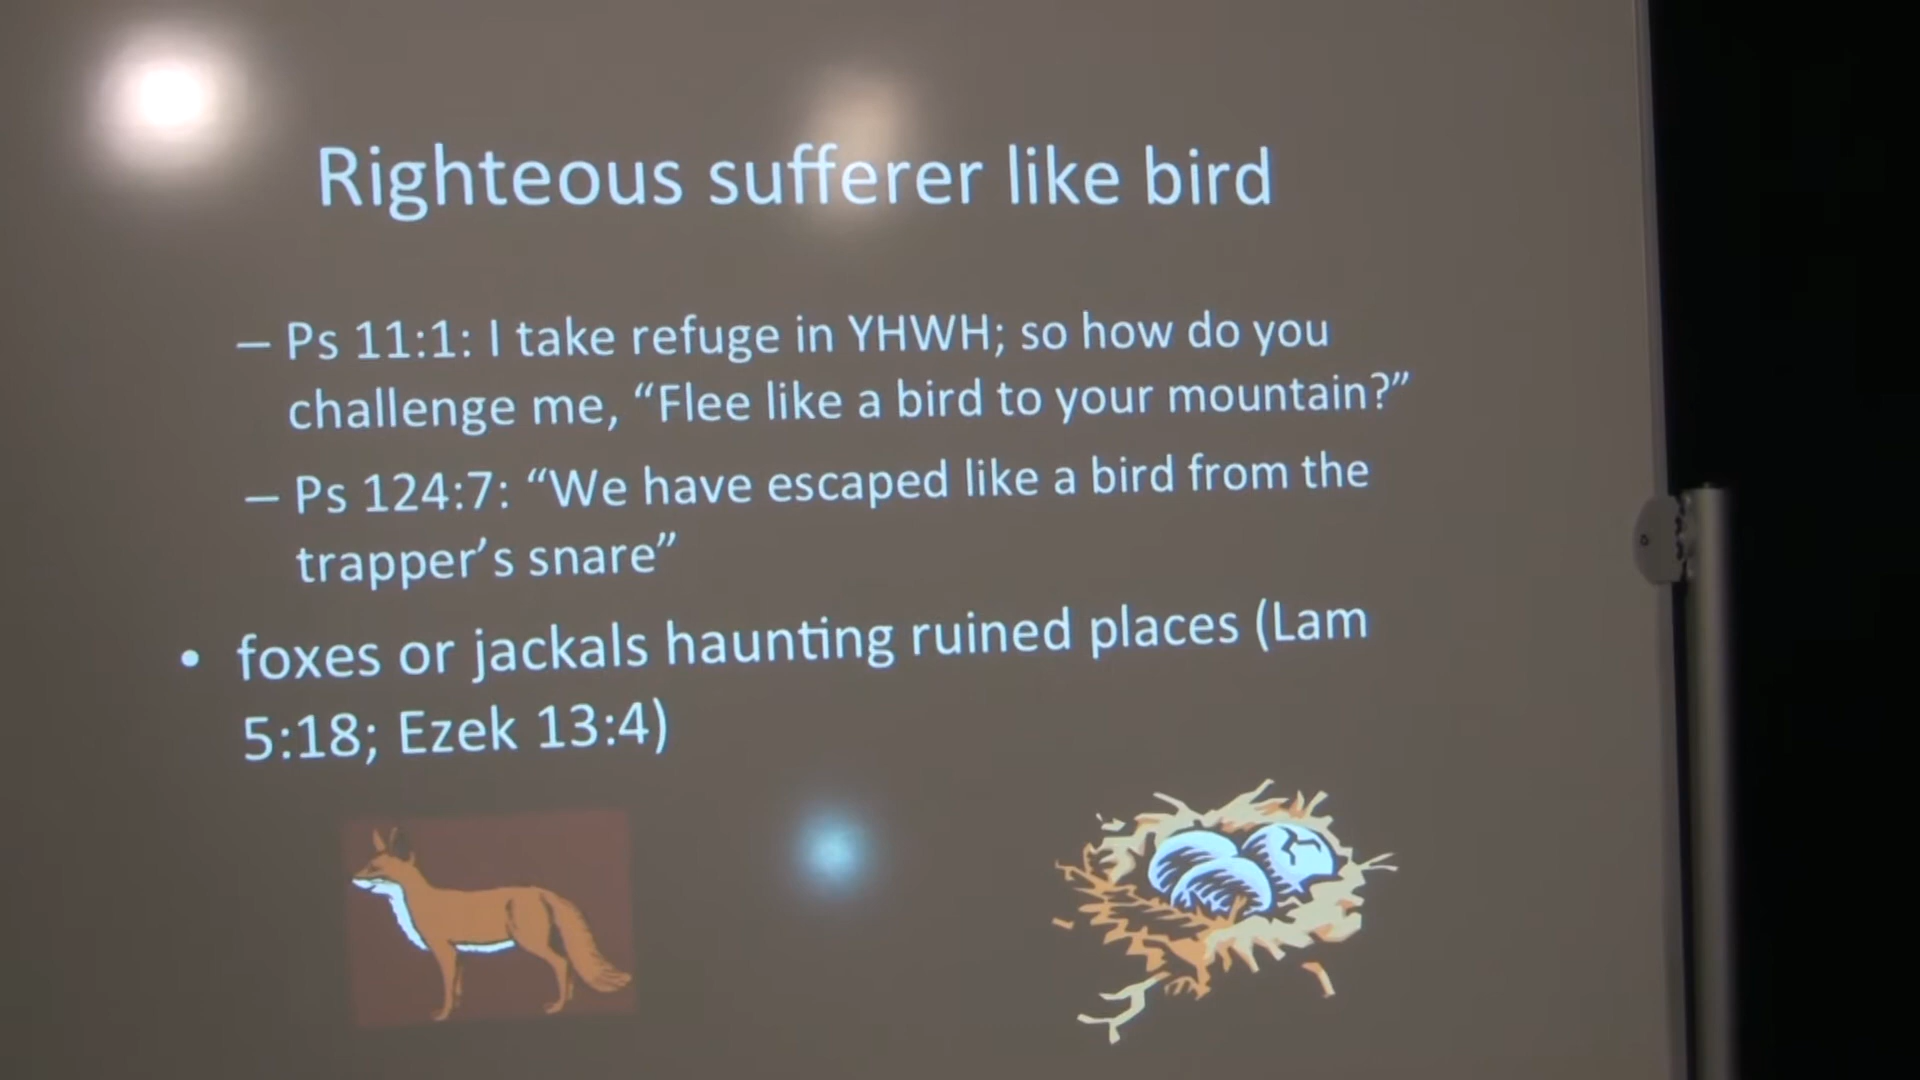 Righteous sufferer like bird
– Ps 11:1: I take refuge in YHWH; so how do you
challenge me, “Flee like a bird to your mountain?”
– Ps 124:7: “We have escaped like a bird from the
trapper’s snare”
• foxes or jackals haunting ruined places (Lam
5:18; Ezek 13:4)